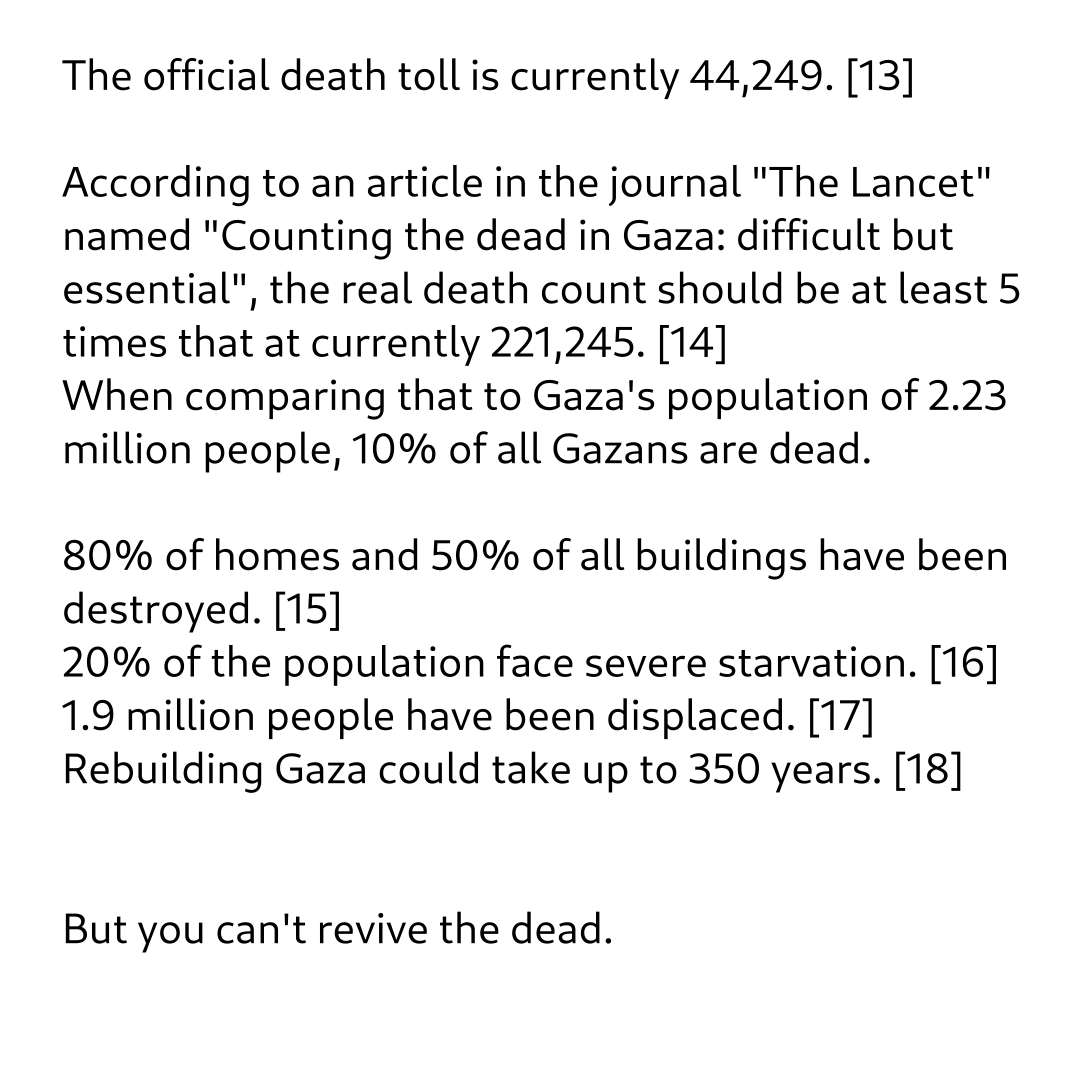 The official death toll is currently 44,249. [13]
According to an article in the journal "The Lancet"
named "Counting the dead in Gaza: difficult but
essential", the real death count should be at least 5
times that at currently 221,245. [14]
When comparing that to Gaza's population of 2.23
million people, 10% of all Gazans are dead.
80% of homes and 50% of all buildings have been
destroyed. [15]
20% of the population face severe starvation. [16]
1.9 million people have been displaced. [17]
Rebuilding Gaza could take up to 350 years. [18]
But you can't revive the dead.